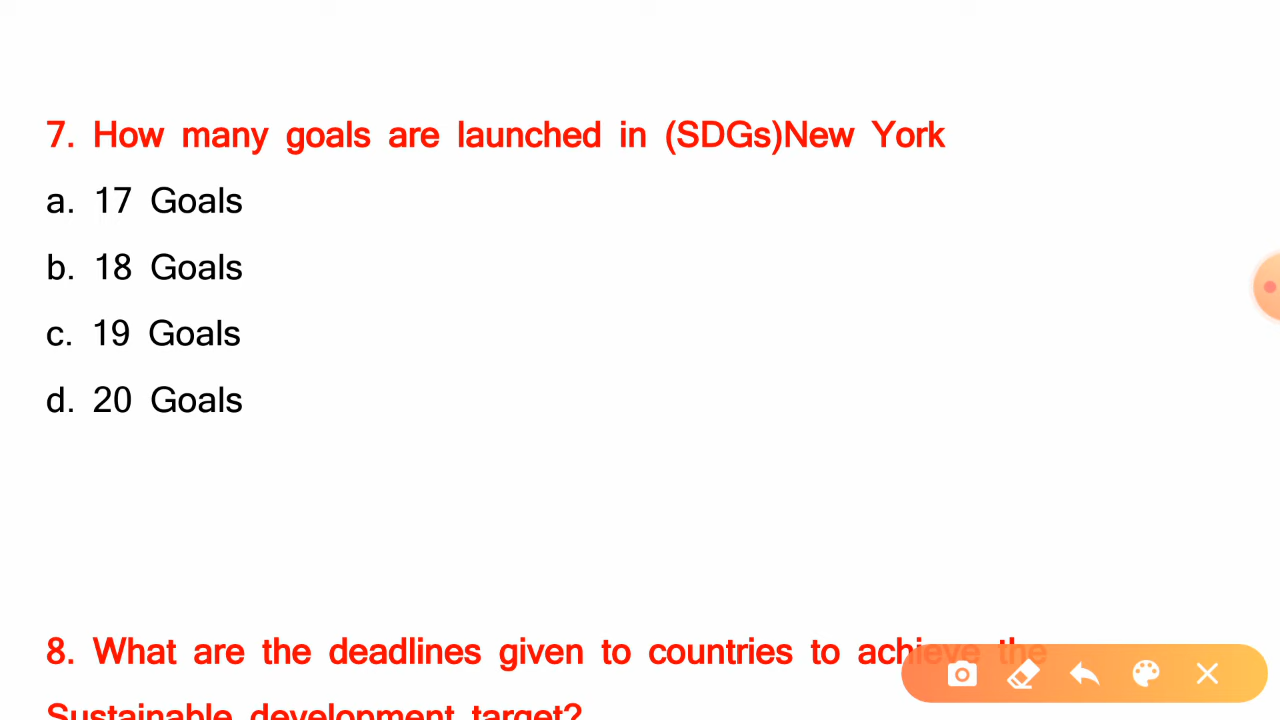 7. How many goals are launched in (SDGs)New York
a. 17 Goals
b. 18 Goals
c. 19 Goals
d. 20 Goals
8. What are the deadlines given to countries to achieve the
Sustainable development target?